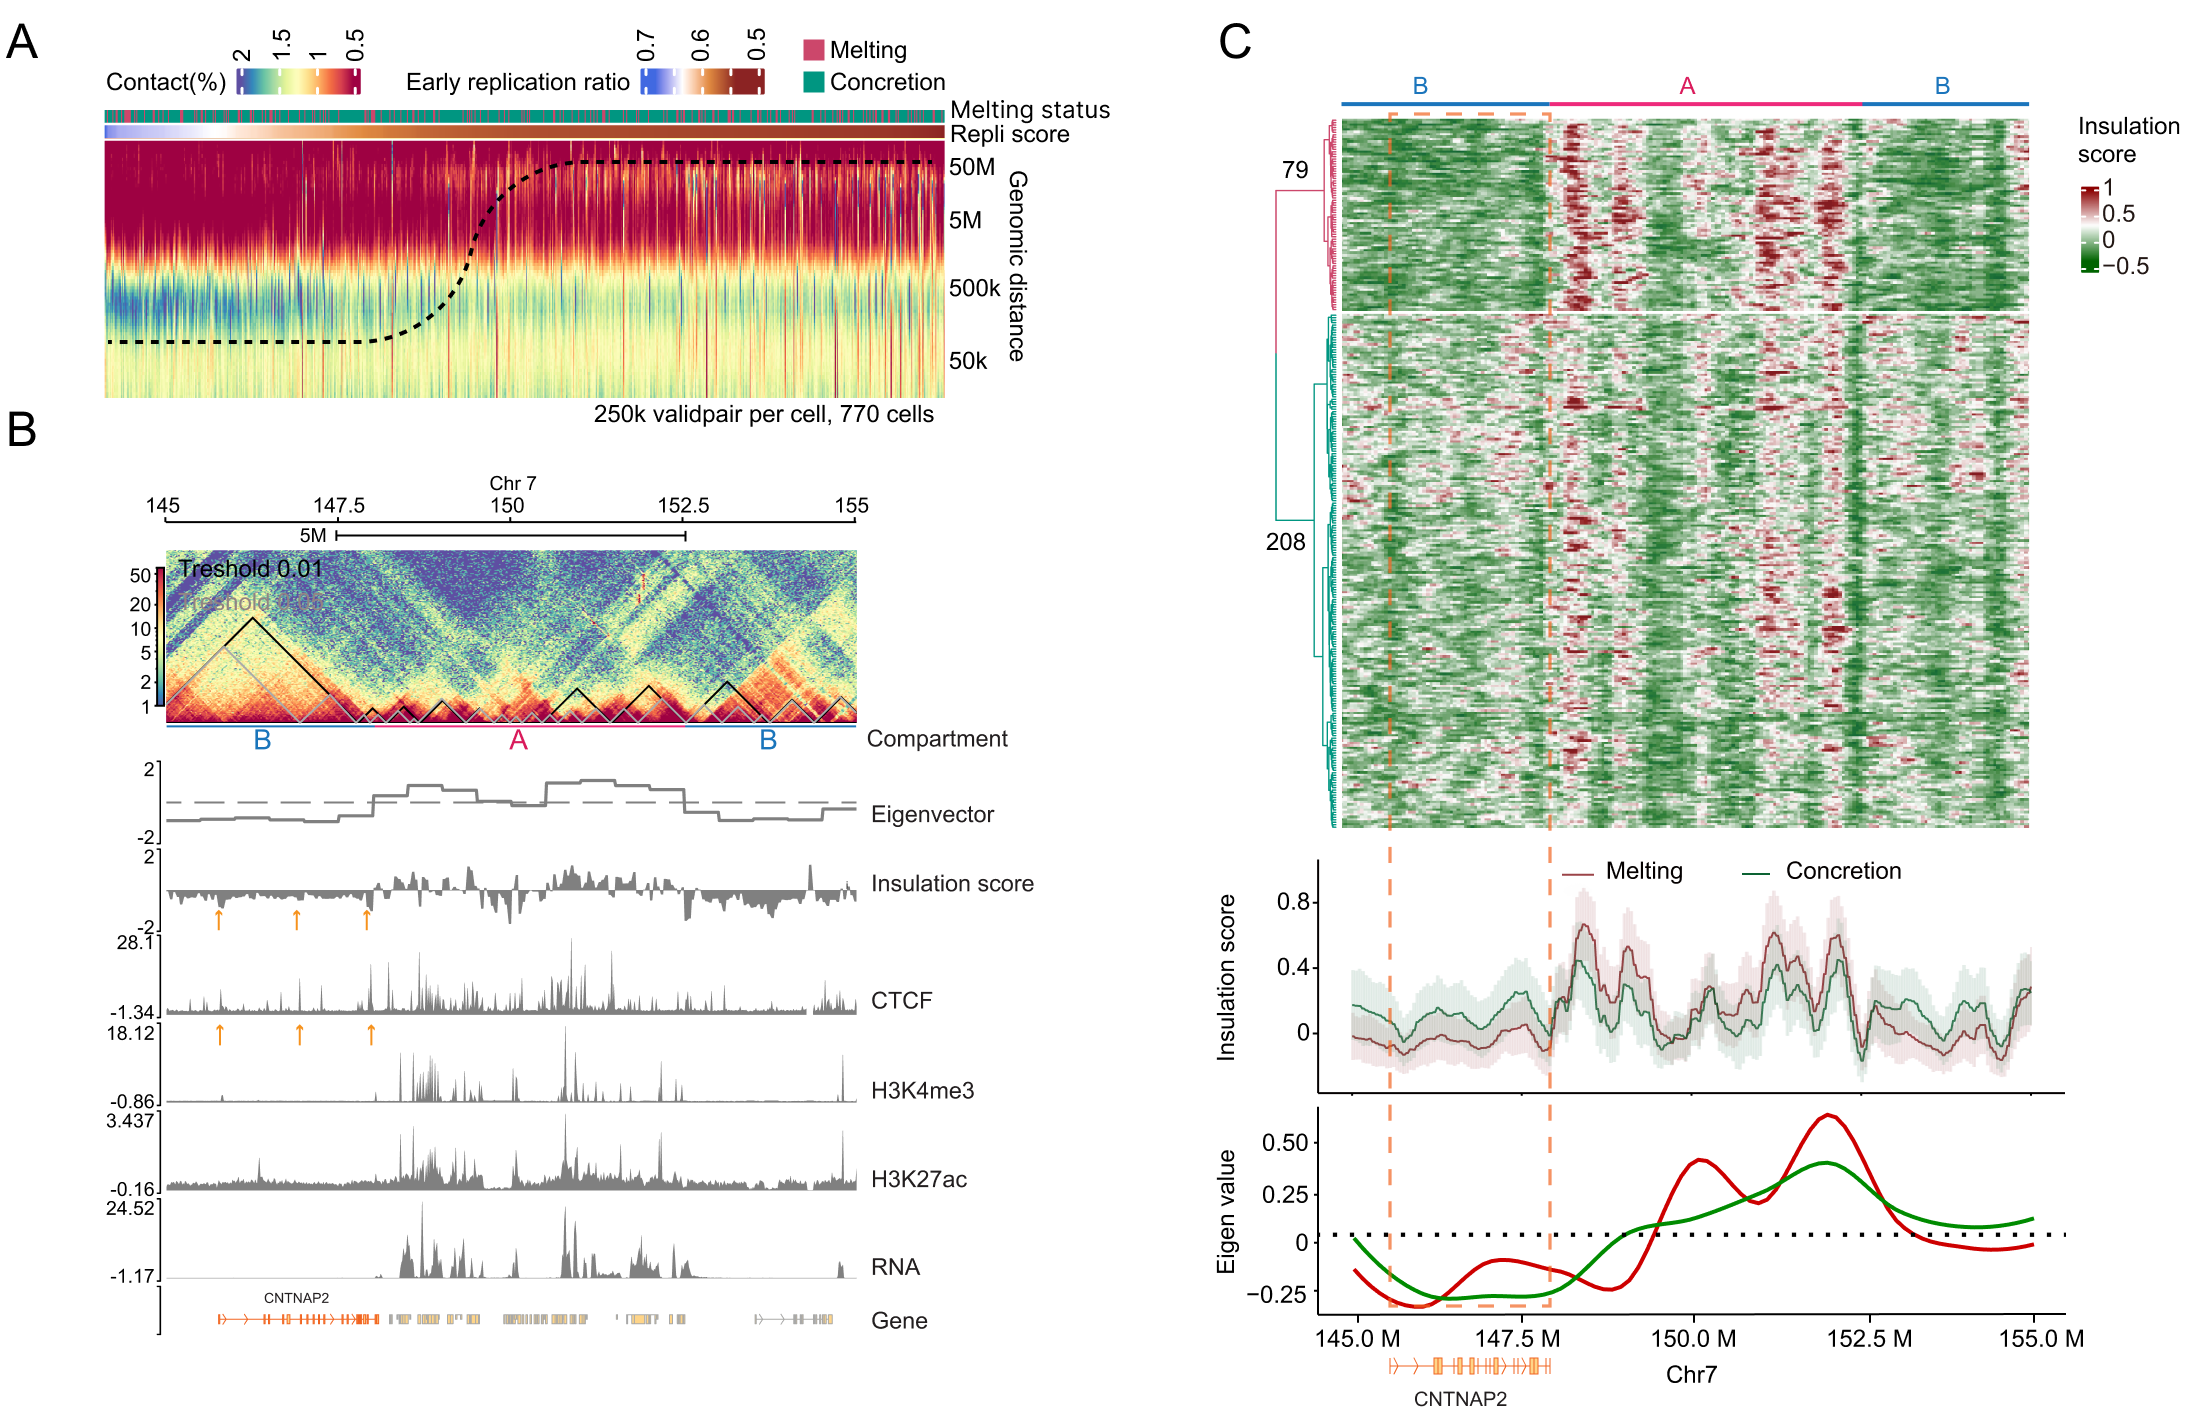 A
2
1.5
1
0.5
Contact(%)
0.7
0.6
0.5
Early replication ratio
Melting
Concretion
Melting status
Repli score
50M
5M
500k
50k
Genomic distance
250k validpair per cell, 770 cells
B
Chr 7
145
147.5
150
152.5
155
5M
Treshold 0.01
50
20
10
5
2
1
B
A
B
Compartment
2
-2
Eigenvector
2
-2
Insulation score
28.1
-1.34
CTCF
18.12
-0.86
H3K4me3
3.437
-0.16
H3K27ac
24.52
-1.17
RNA
CNTNAP2
Gene
C
B
A
B
79
208
Insulation
score
1
0.5
0
−0.5
Melting
Concretion
Insulation score
0.8
0.4
0
Eigen value
0.50
0.25
0
−0.25
145.0 M
147.5 M
150.0 M
152.5 M
155.0 M
Chr7
CNTNAP2